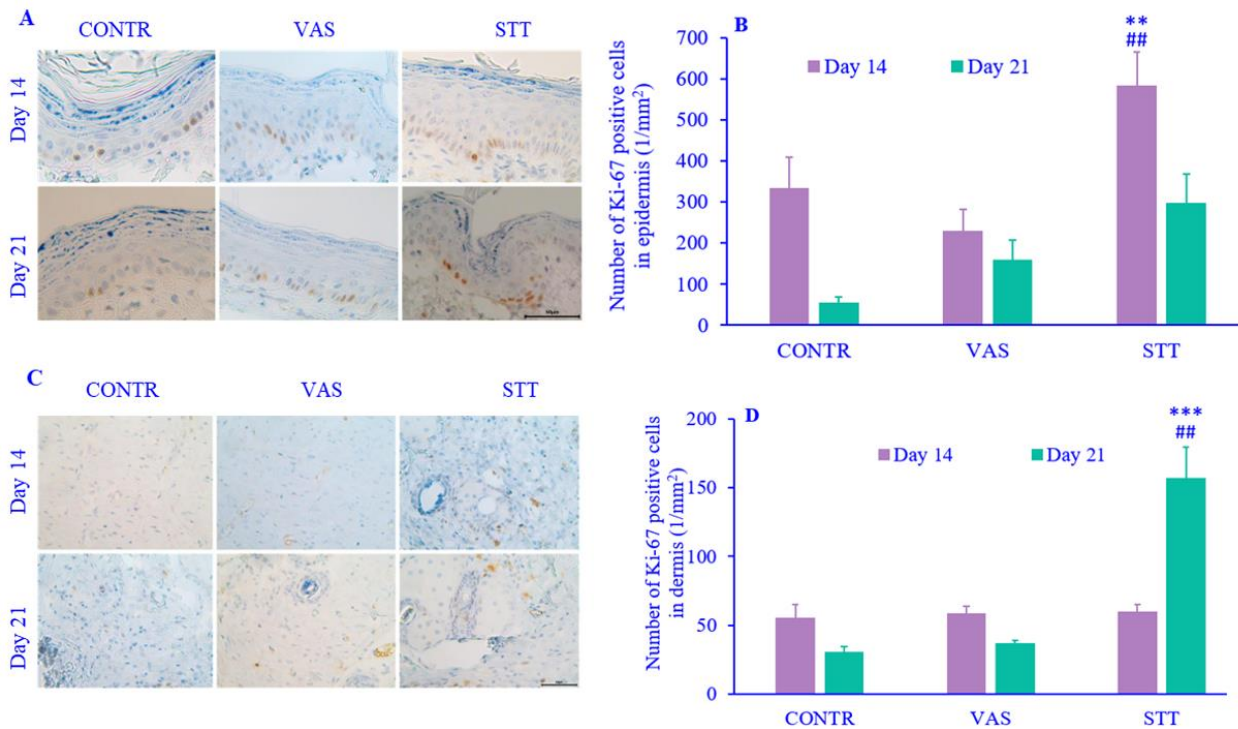 A
CONTR VAS STT
Day 14
Day 21
B
Number of Ki-67 positive cells
in epidermis (1/mm²)
700
600
500
400
300
200
100
0
Day 14 Day 21
**
##
CONTR VAS STT
C
CONTR VAS STT
Day 14
Day 21
D
Number of Ki-67 positive cells
in dermis (1/mm²)
200
150
100
50
0
Day 14 Day 21
***
##
CONTR VAS STT